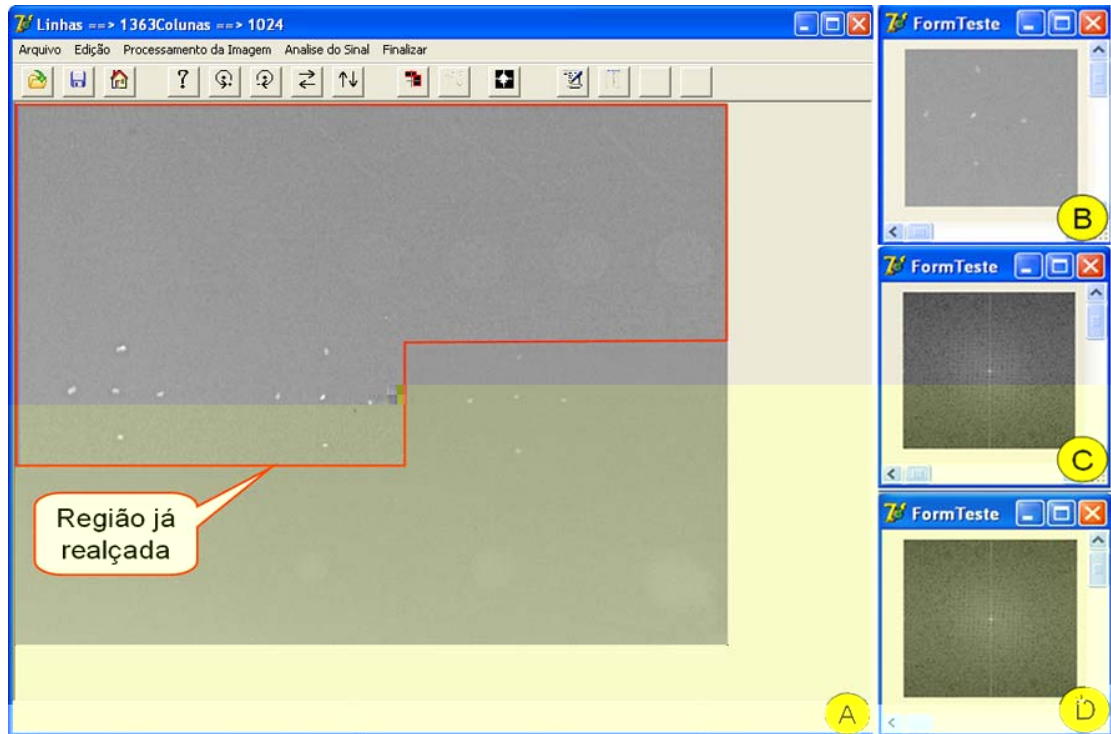 Linhas ==> 1363Colunas ==> 1024
Arquivo Edição Processamento da Imagem Analise do Sinal Finalizar
?
Região já
realçada
A
FormTeste
B
FormTeste
C
FormTeste
D